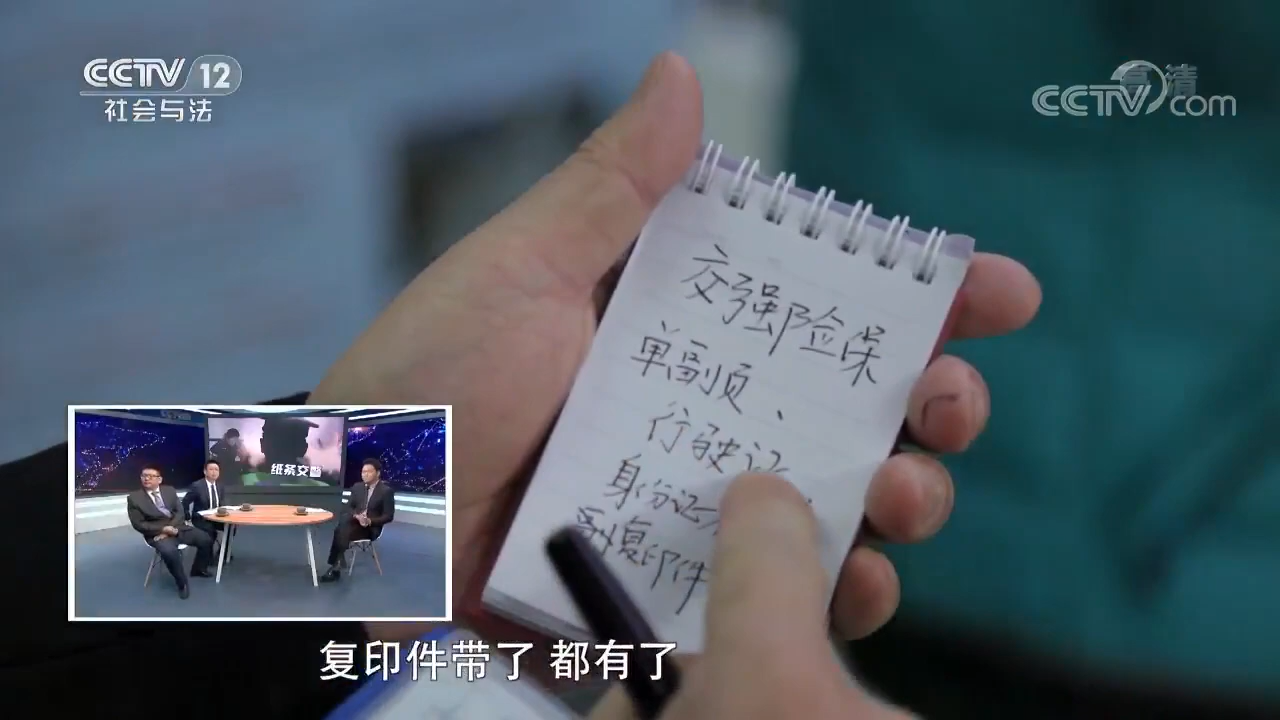 CCTV 12
社会与法
高清
CCTV.com
交强险保
单副页、
行驶证
身份证
副复印件
纸条交警
复印件带了 都有了